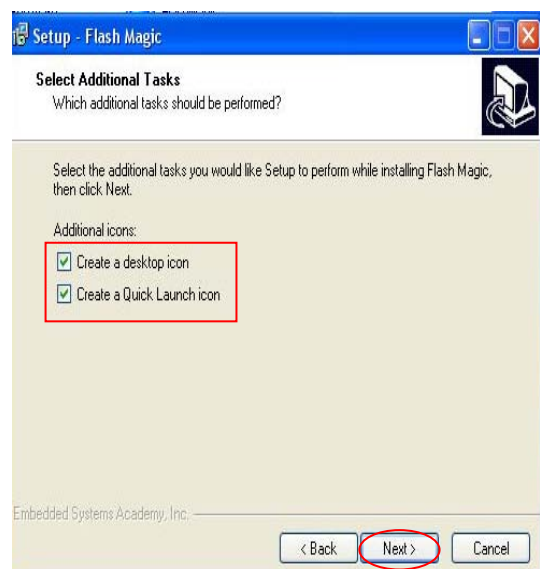 Setup - Flash Magic
Select Additional Tasks
Which additional tasks should be performed?
Select the additional tasks you would like Setup to perform while installing Flash Magic,
then click Next.
Additional icons:
Create a desktop icon
Create a Quick Launch icon
Embedded Systems Academy, Inc.
< Back Next > Cancel